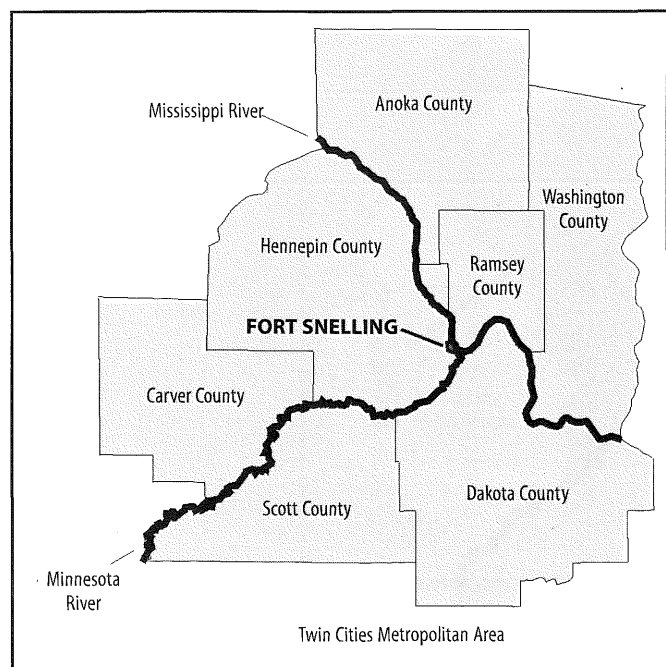 Mississippi River
Anoka County
Washington
County
Hennepin County
Ramsey
County
FORT SNELLING
Carver County
Scott County
Dakota County
Minnesota
River
Twin Cities Metropolitan Area